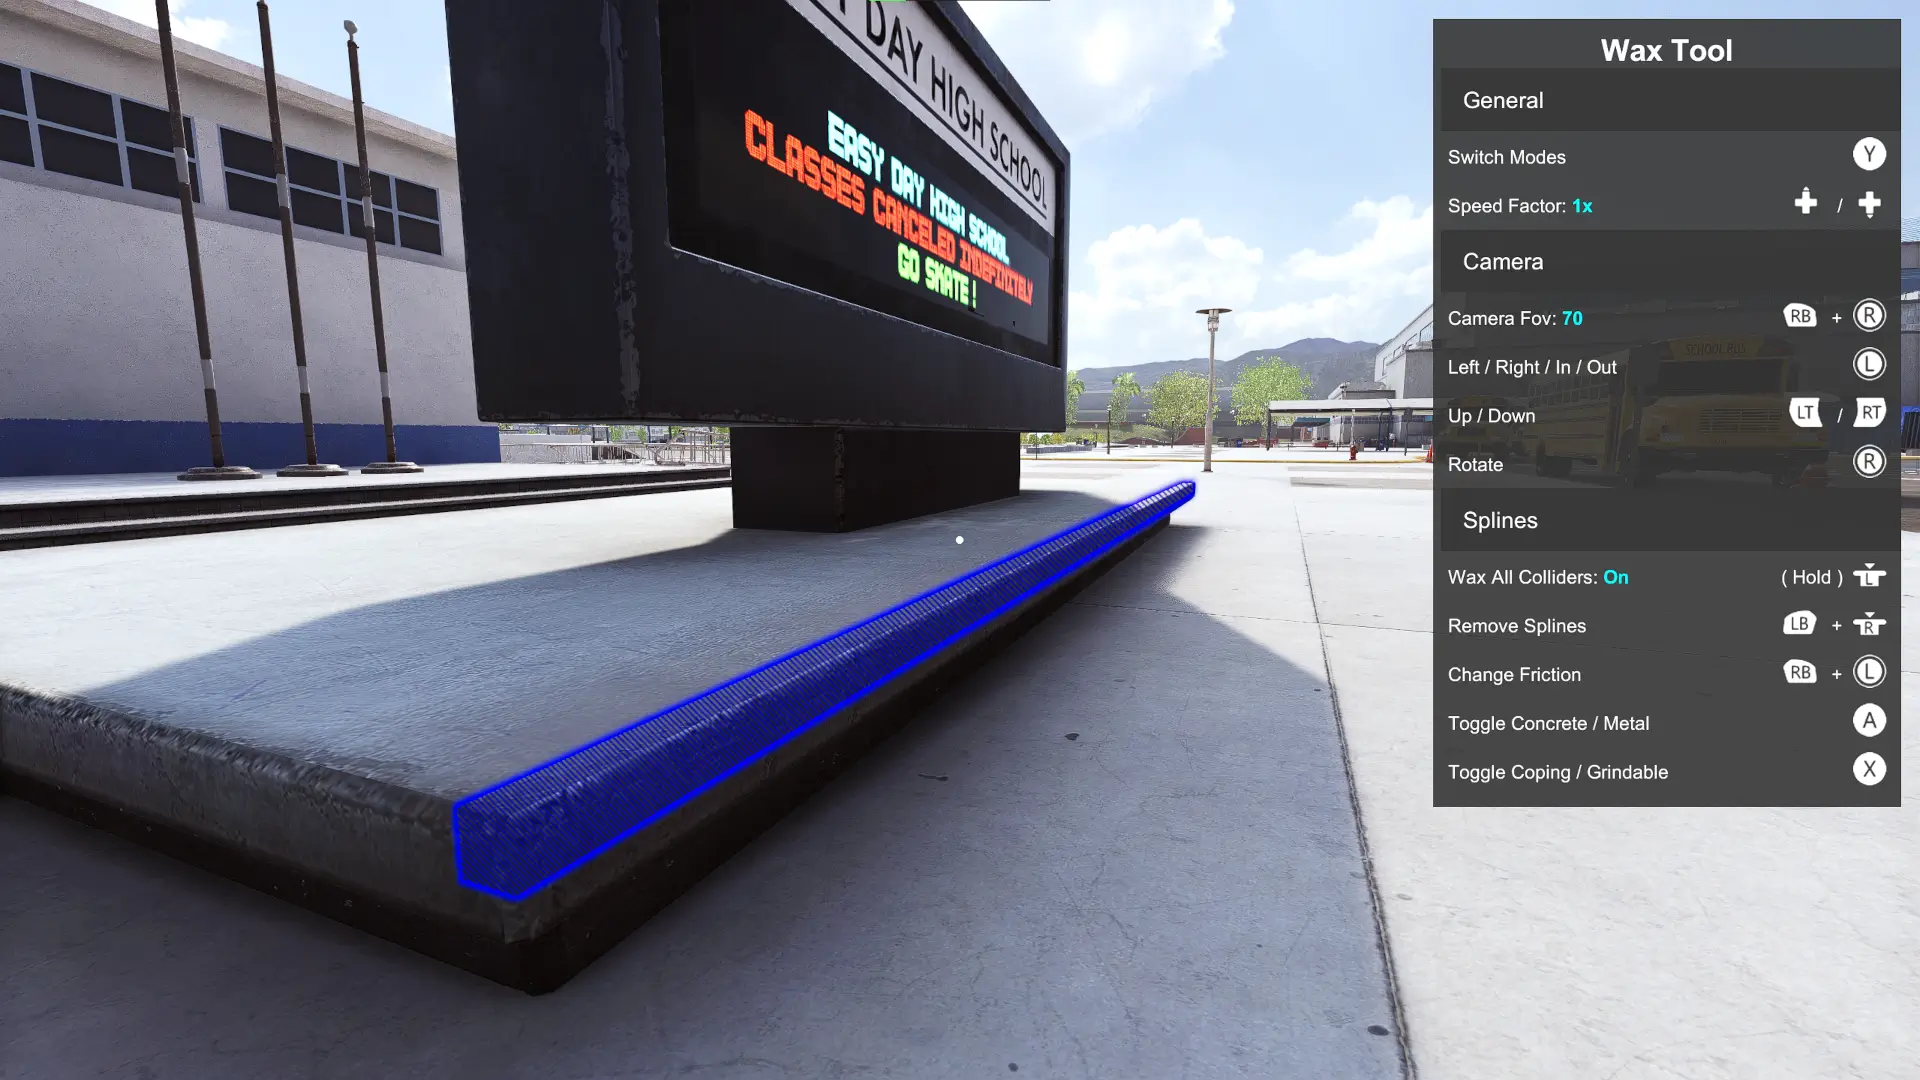 DAY HIGH SCHOOL
EASY DAY HIGH SCHOOL
CLASSES CANCELED INDEFINITELY
GO SKATE!
Wax Tool
General
Switch Modes Y
Speed Factor: 1x /
Camera
Camera Fov: 70 RB + R
Left / Right / In / Out L
Up / Down LT / RT
Rotate R
SCHOOL BUS
Splines
Wax All Colliders: On ( Hold ) L
Remove Splines LB + R
Change Friction RB + L
Toggle Concrete / Metal A
Toggle Coping / Grindable X